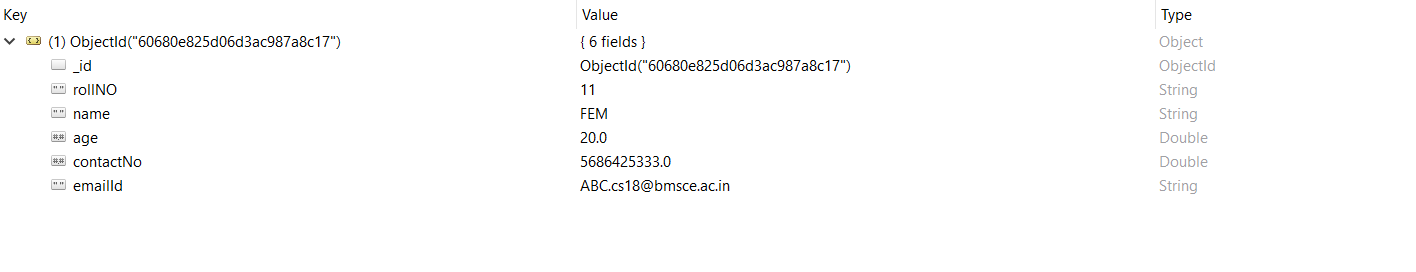 Key Value Type
(1) ObjectId("60680e825d06d3ac987a8c17") { 6 fields } Object
_id ObjectId("60680e825d06d3ac987a8c17") ObjectId
rollNO 11 String
name FEM String
age 20.0 Double
contactNo 5686425333.0 Double
emailId ABC.cs18@bmsce.ac.in String